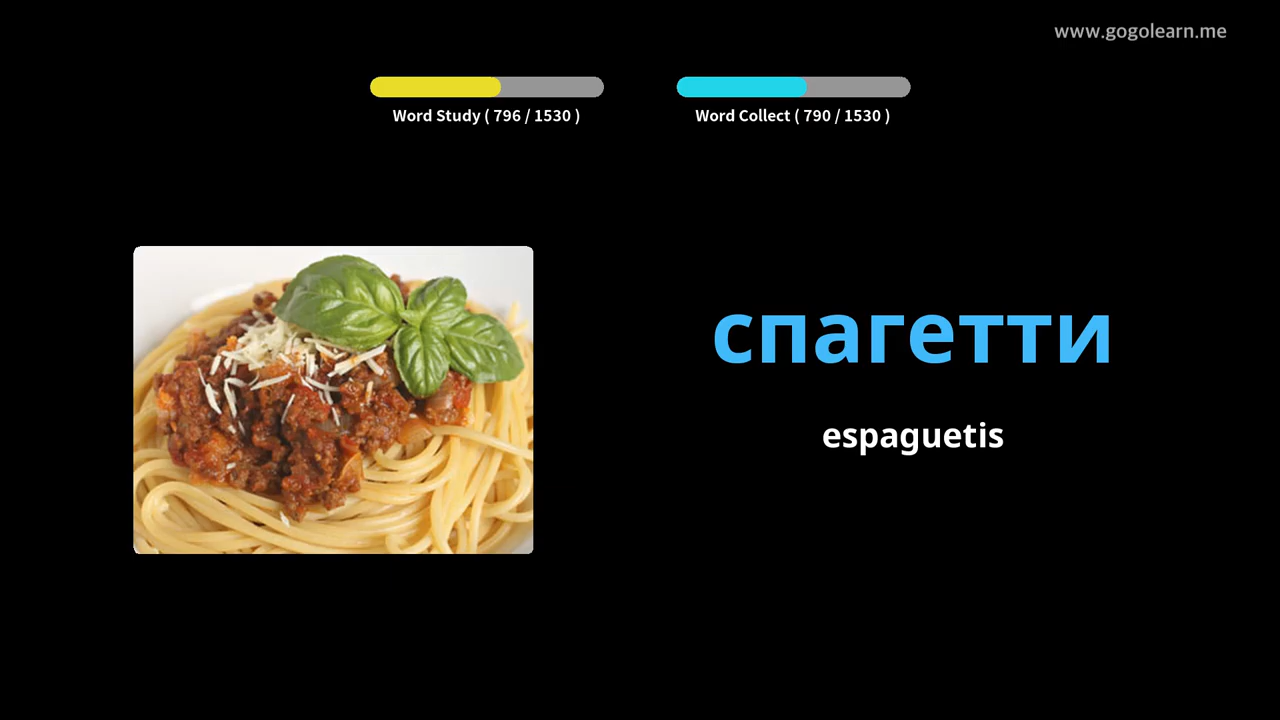 www.gogolearn.me
Word Study ( 796 / 1530 )
Word Collect ( 790 / 1530 )
спагетти
espaguetis